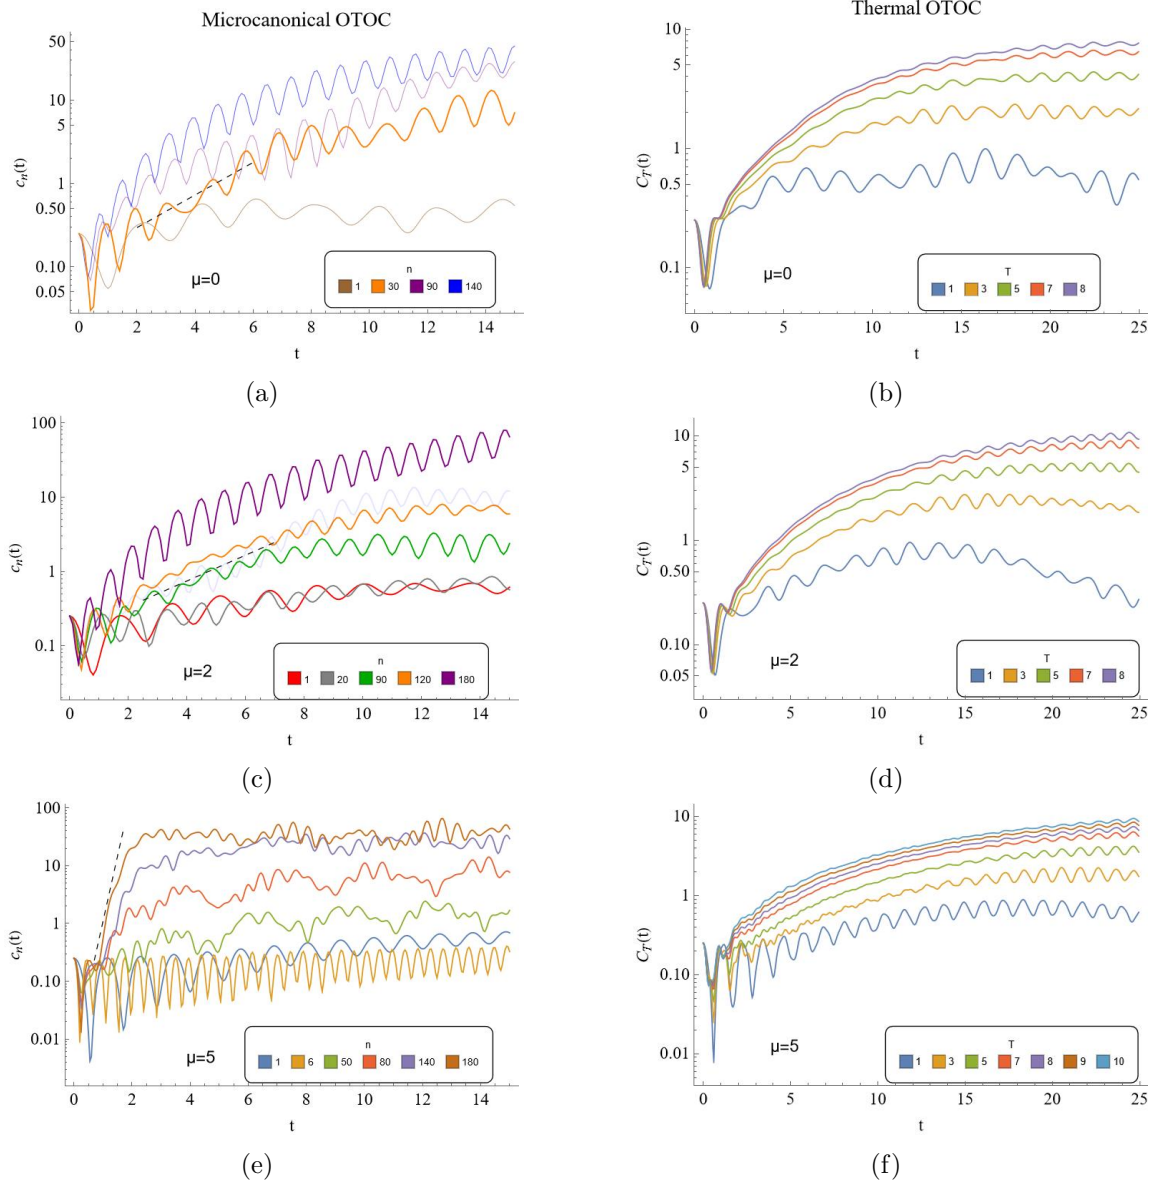 Microcanonical OTOC
Thermal OTOC
50
10
5
1
0.50
0.10
0.05
cₙ(t)
μ=0
n
1 30 90 140
0 2 4 6 8 10 12 14
t
(a)
10
5
1
0.5
0.1
C_T(t)
μ=0
T
1 3 5 7 8
0 5 10 15 20 25
t
(b)
100
10
1
0.1
cₙ(t)
μ=2
n
1 20 90 120 180
0 2 4 6 8 10 12 14
t
(c)
10
5
1
0.50
0.10
0.05
C_T(t)
μ=2
T
1 3 5 7 8
0 5 10 15 20 25
t
(d)
100
10
1
0.10
0.01
cₙ(t)
μ=5
n
1 6 50 80 140 180
0 2 4 6 8 10 12 14
t
(e)
10
1
0.10
0.01
C_T(t)
μ=5
T
1 3 5 7 8 9 10
0 5 10 15 20 25
t
(f)